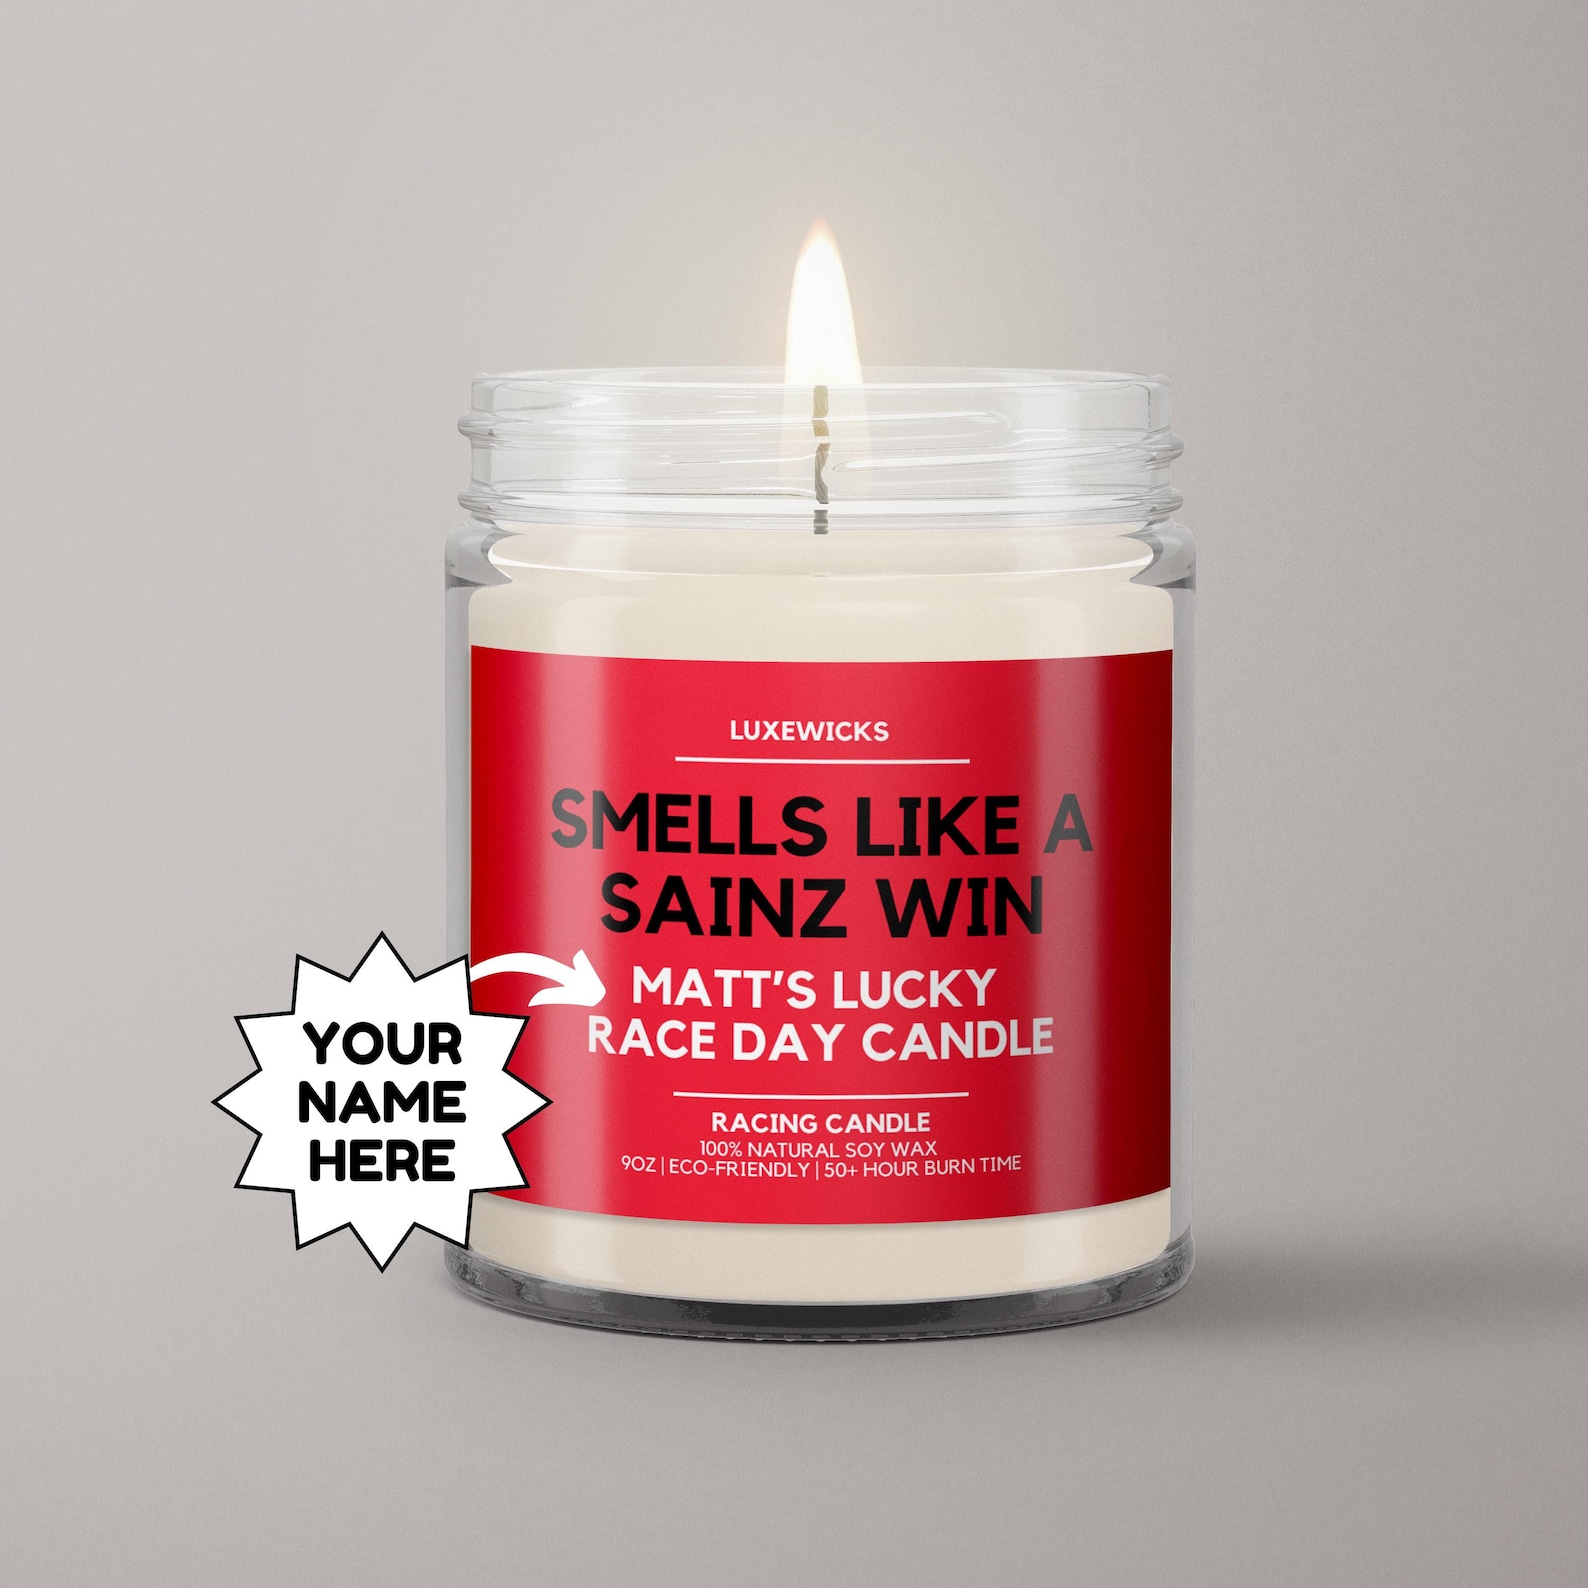 LUXEWICKS
SMELLS LIKE A
SAINZ WIN
MATT'S LUCKY
RACE DAY CANDLE
RACING CANDLE
100% NATURAL SOY WAX
9OZ | ECO-FRIENDLY | 50+ HOUR BURN TIME
YOUR
NAME
HERE